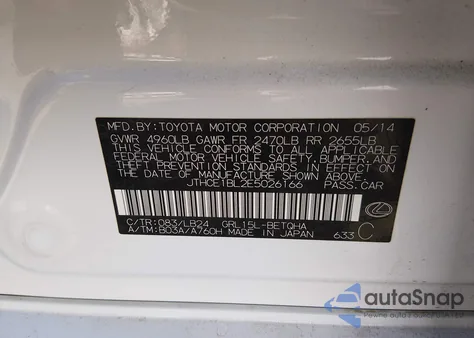 MFD.BY:TOYOTA MOTOR CORPORATION 05/14
GVWR 4960LB GAWR FR 2470LB RR 2655LB
THIS VEHICLE CONFORMS TO ALL APPLICABLE
FEDERAL MOTOR VEHICLE SAFETY,BUMPER,AND
THEFT PREVENTION STANDARDS IN EFFECT ON
THE DATE OF MANUFACTURE SHOWN ABOVE.
JTHCE1BL2E5026166 PASS.CAR
C/TR:083/LB24 GRL15L-BETQHA
A/TM:B03A/A760H MADE IN JAPAN 633 C
autoSnap